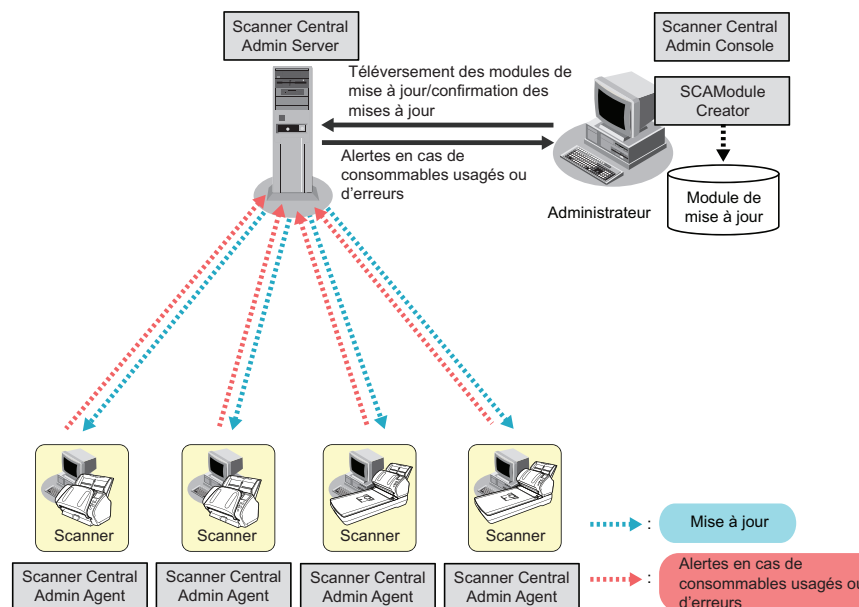 Scanner Central
Admin Server
Scanner Central
Admin Console
Téléversement des modules de
mise à jour/confirmation des
mises à jour
SCAModule
Creator
Alertes en cas de
consommables usagés ou
d'erreurs
Administrateur
Module de
mise à jour
Scanner
Scanner
Scanner
Scanner
Scanner Central
Admin Agent
Scanner Central
Admin Agent
Scanner Central
Admin Agent
Scanner Central
Admin Agent
: Mise à jour
: Alertes en cas de
consommables usagés ou
d'erreurs